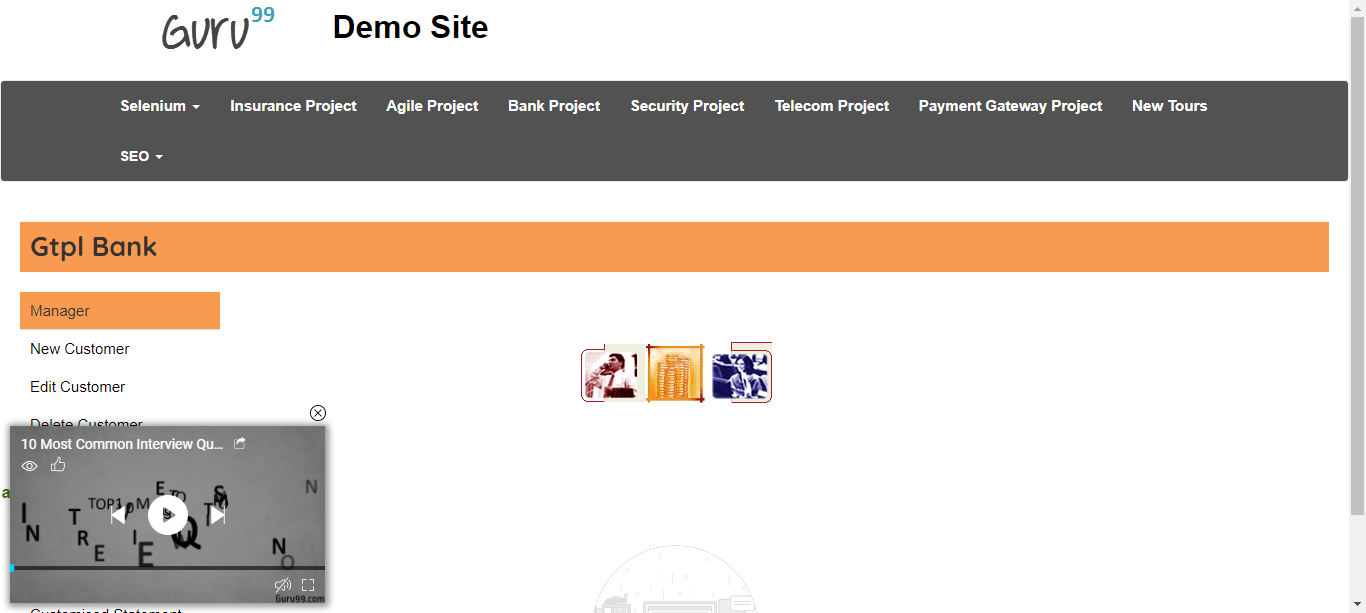 Guru99 Demo Site
Selenium Insurance Project Agile Project Bank Project Security Project Telecom Project Payment Gateway Project New Tours
SEO
Gtpl Bank
Manager
New Customer
Edit Customer
Delete Customer
10 Most Common Interview Qu...
TOP
Guru99.com
Customised Statement